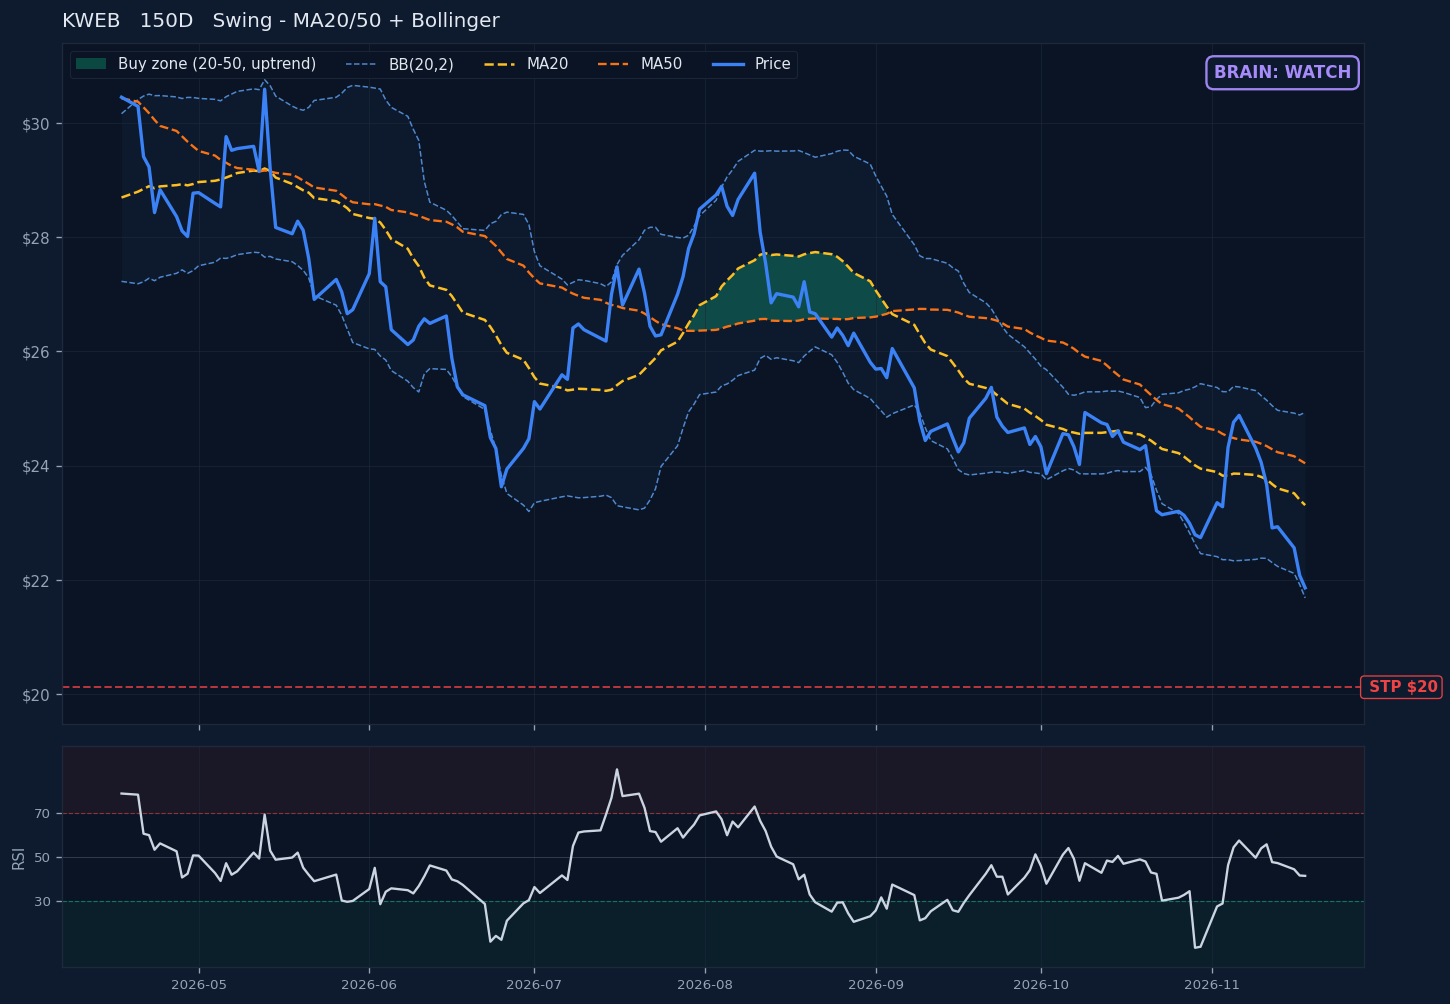 KWEB   150D   Swing - MA20/50 + Bollinger
Buy zone (20-50, uptrend)   BB(20,2)   MA20   MA50   Price
BRAIN: WATCH
$30
$28
$26
$24
$22
$20
STP $20
RSI
70
50
30
2026-05   2026-06   2026-07   2026-08   2026-09   2026-10   2026-11